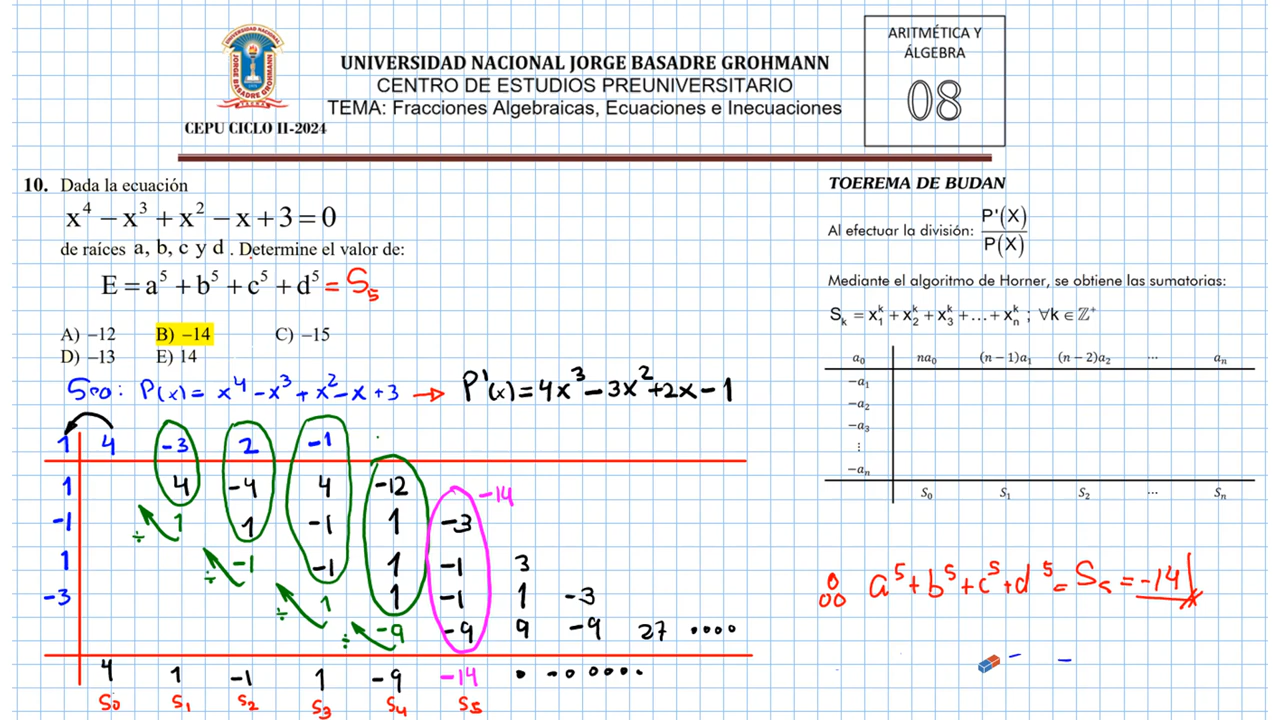 UNIVERSIDAD NACIONAL JORGE BASADRE GROHMANN
CENTRO DE ESTUDIOS PREUNIVERSITARIO
TEMA: Fracciones Algebraicas, Ecuaciones e Inecuaciones
CEPU CICLO II-2024
ARITMÉTICA Y
ÁLGEBRA
08
10. Dada la ecuación
x⁴ − x³ + x² − x + 3 = 0
de raíces a, b, c y d . Determine el valor de:
E = a⁵ + b⁵ + c⁵ + d⁵ = S₅
A) −12 B) −14 C) −15
D) −13 E) 14
Seo: P(x) = x⁴ − x³ + x² − x + 3 → P'(x) = 4x³ − 3x² + 2x − 1
1 4 -3 2 -1
1 4 -4 4 -12 -14
-1 1 1 -1 1 -3
÷
1 -1 -1 1 -1 3
÷
-3 1 1 -1 1 -3
÷
-9 -9 9 -9 27 ....
÷
4 1 -1 1 -9 -14 . ......
S₀ S₁ S₂ S₃ S₄ S₅
TOEREMA DE BUDAN
Al efectuar la división: P'(X)/P(X)
Mediante el algoritmo de Horner, se obtiene las sumatorias:
Sₖ = x₁ᵏ + x₂ᵏ + x₃ᵏ + ... + xₙᵏ ; ∀k ∈ ℤ⁺
a₀ na₀ (n − 1)a₁ (n − 2)a₂ ... aₙ
−a₁
−a₂
−a₃
⋮
−aₙ
S₀ S₁ S₂ ... Sₙ
a⁵ + b⁵ + c⁵ + d⁵ = S₅ = -14